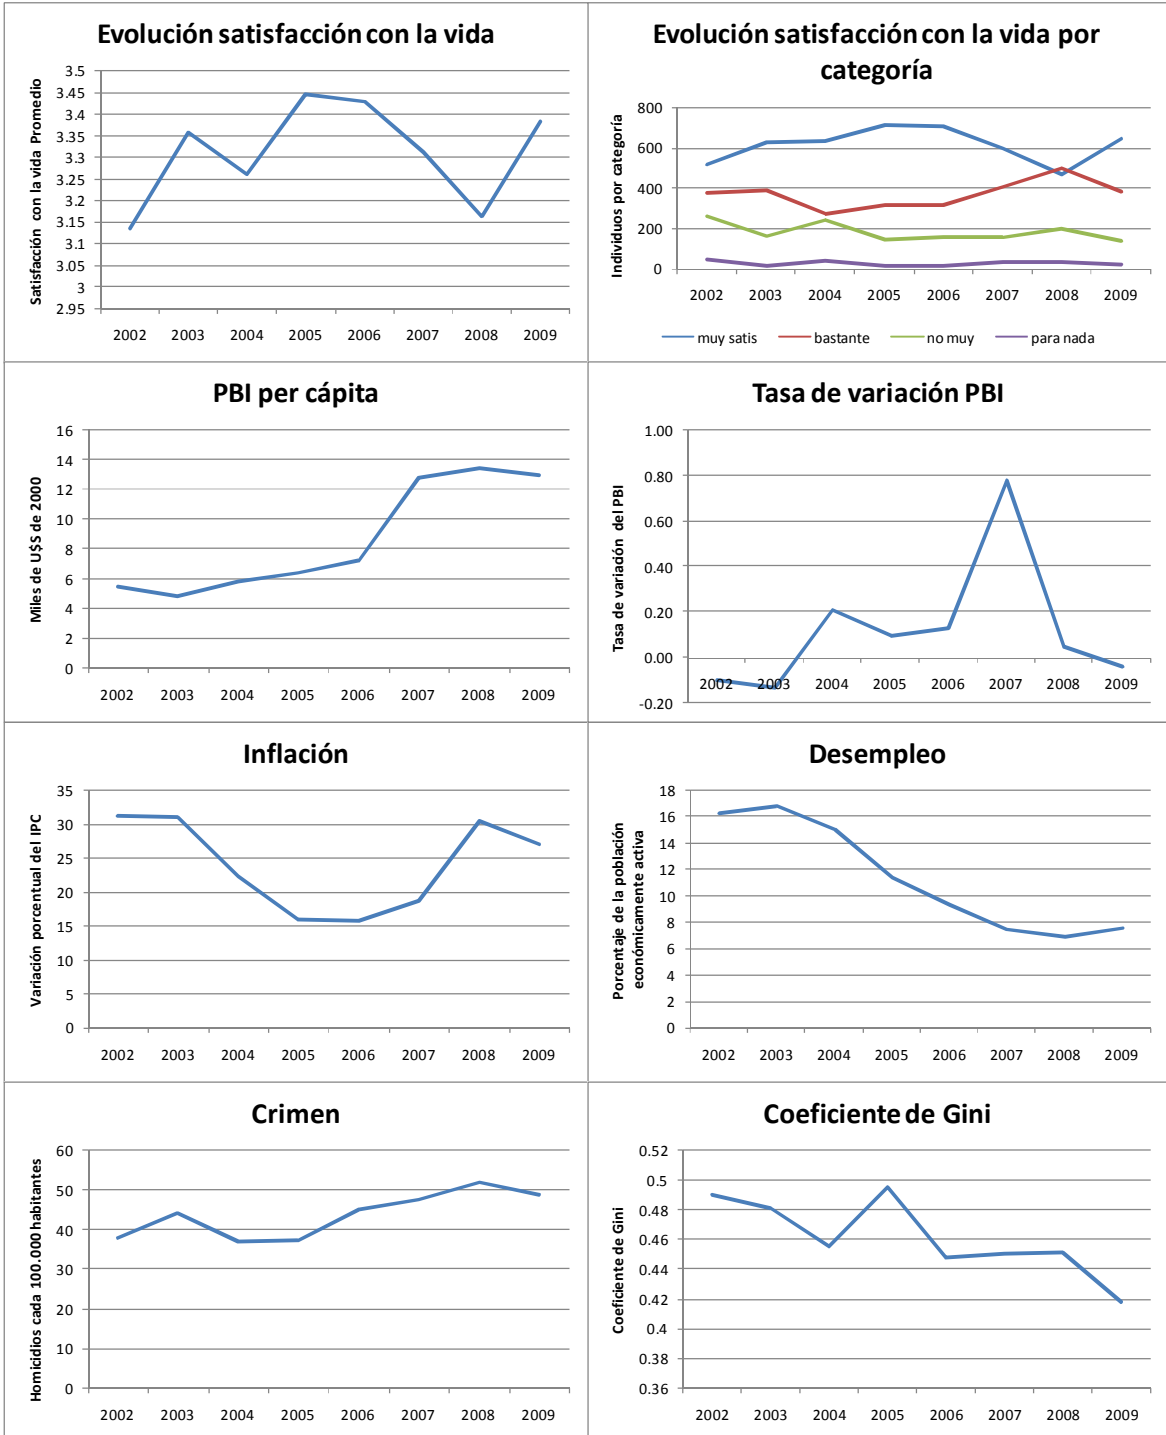 Evolución satisfacción con la vida
Satisfacción con la vida Promedio
3.5
3.45
3.4
3.35
3.3
3.25
3.2
3.15
3.1
3.05
3
2.95
2002 2003 2004 2005 2006 2007 2008 2009
Evolución satisfacción con la vida por
categoría
Individuos por categoría
800
600
400
200
0
2002 2003 2004 2005 2006 2007 2008 2009
muy satis bastante no muy para nada
PBI per cápita
Miles de U$S de 2000
16
14
12
10
8
6
4
2
0
2002 2003 2004 2005 2006 2007 2008 2009
Tasa de variación PBI
Tasa de variación del PBI
1.00
0.80
0.60
0.40
0.20
0.00
-0.20
2002 2003 2004 2005 2006 2007 2008 2009
Inflación
Variación porcentual del IPC
35
30
25
20
15
10
5
0
2002 2003 2004 2005 2006 2007 2008 2009
Desempleo
Porcentaje de la población
económicamente activa
18
16
14
12
10
8
6
4
2
0
2002 2003 2004 2005 2006 2007 2008 2009
Crimen
Homicidios cada 100.000 habitantes
60
50
40
30
20
10
0
2002 2003 2004 2005 2006 2007 2008 2009
Coeficiente de Gini
Coeficiente de Gini
0.52
0.5
0.48
0.46
0.44
0.42
0.4
0.38
0.36
2002 2003 2004 2005 2006 2007 2008 2009